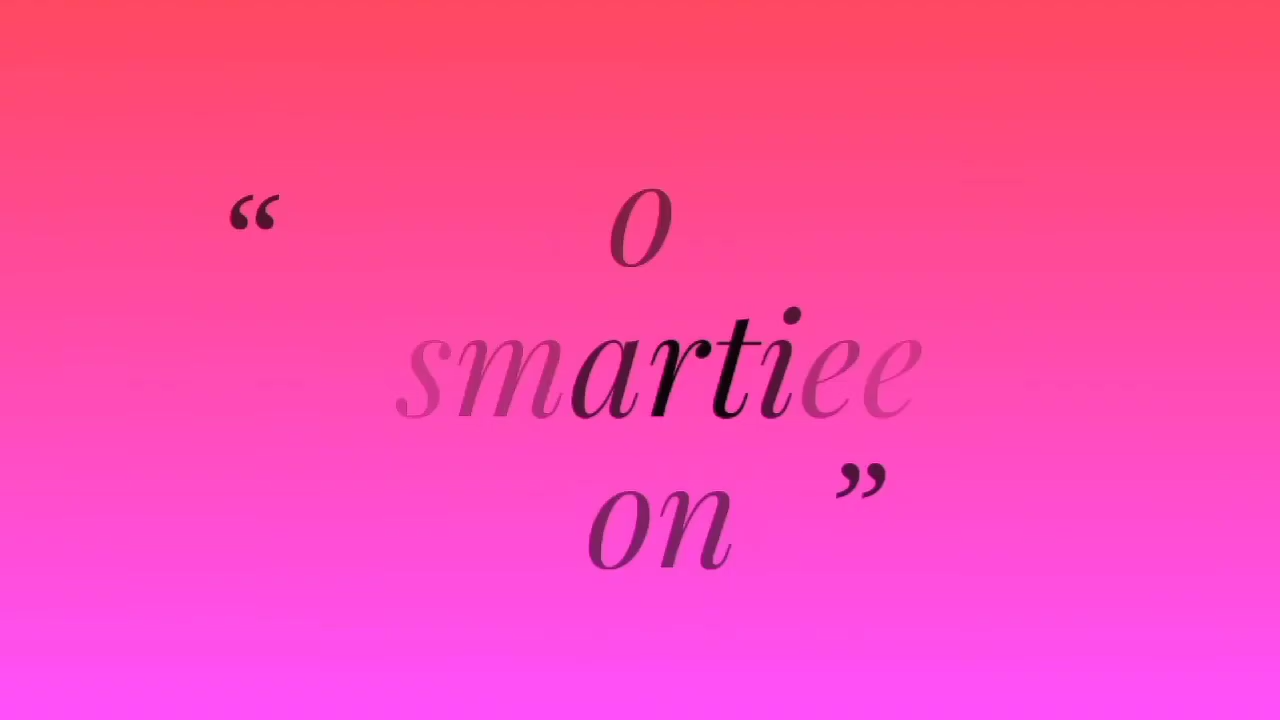 “ o
smartiee
on ”